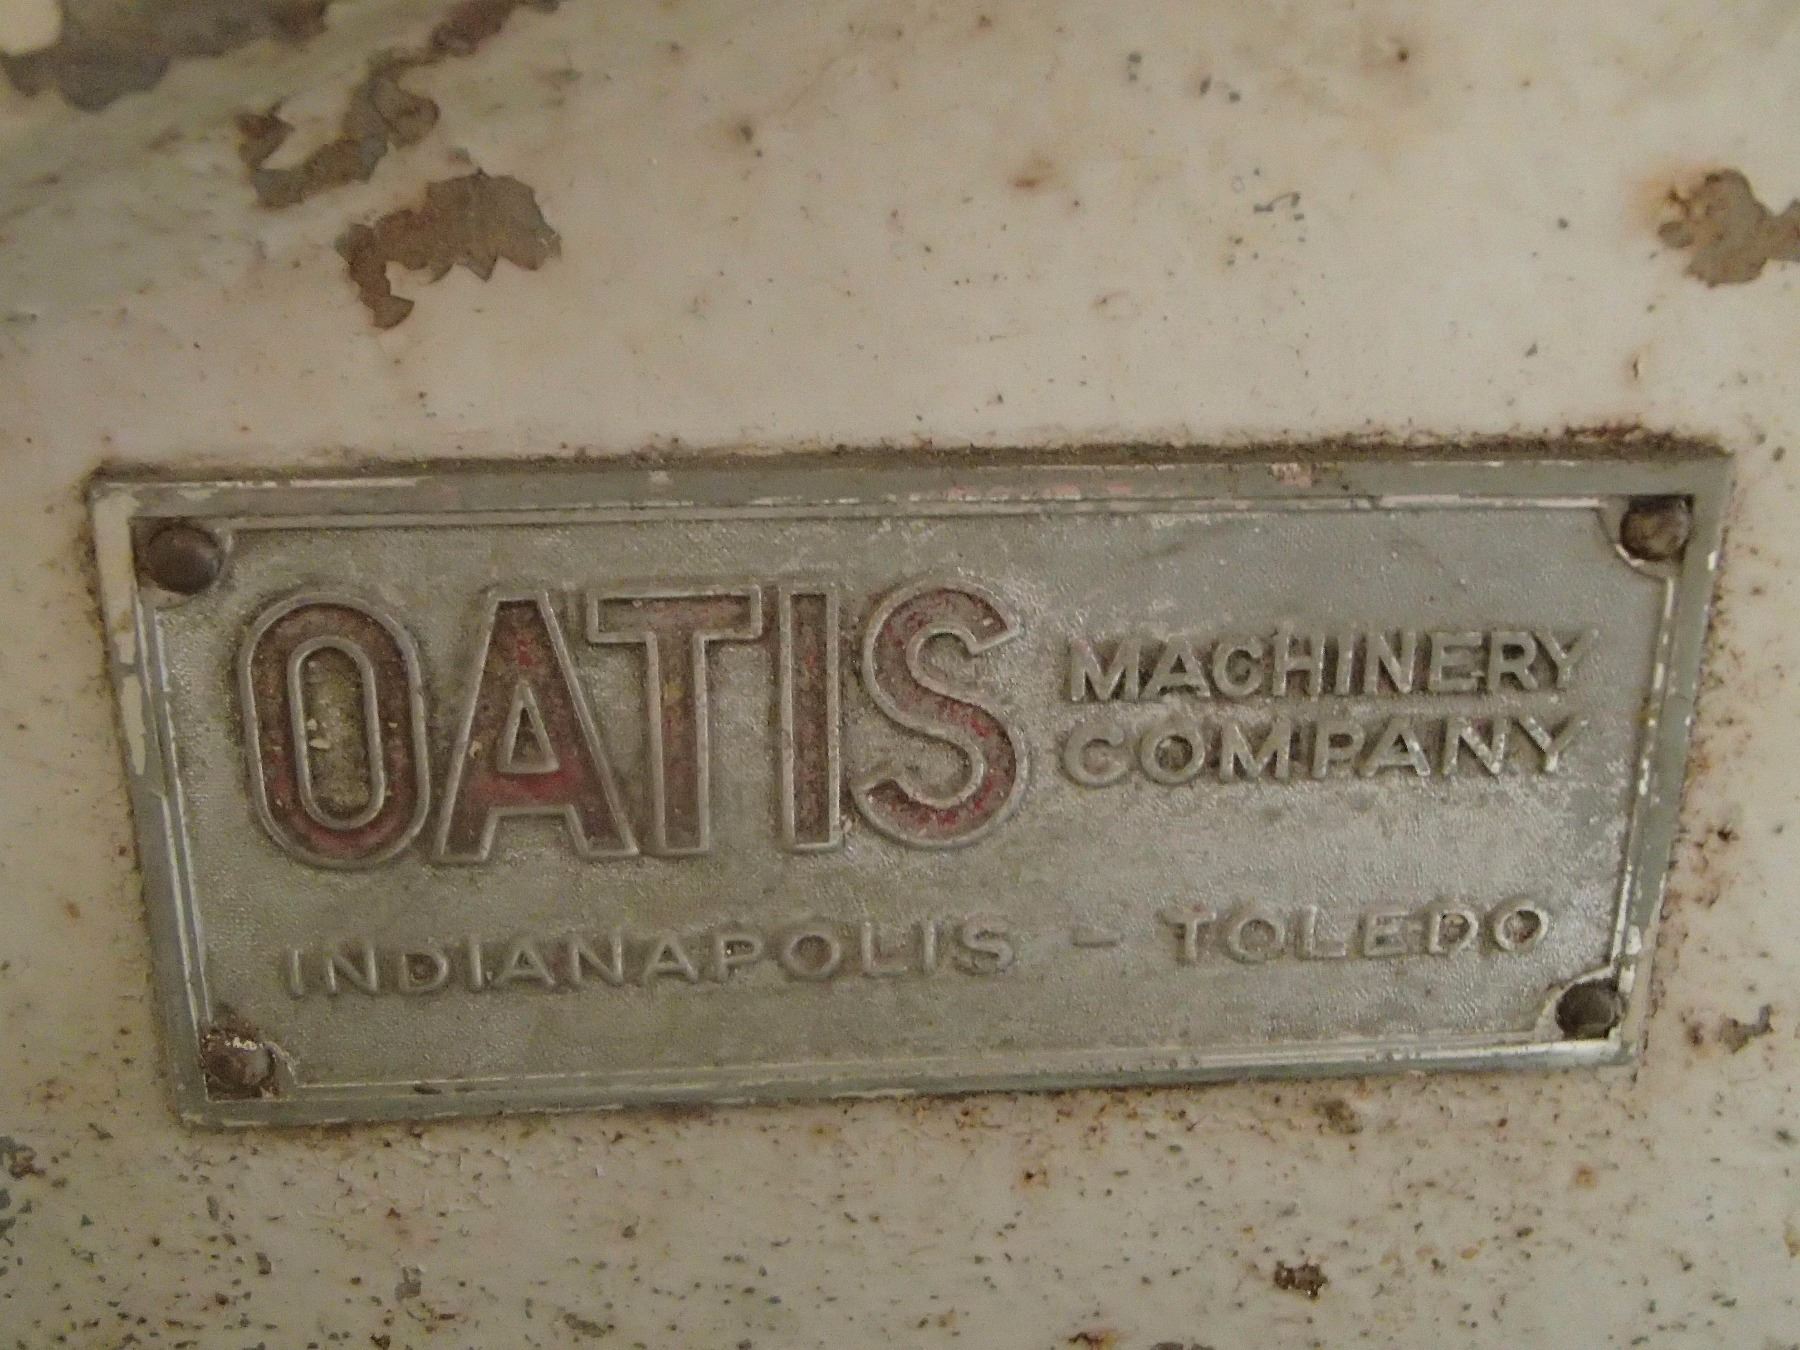 OATIS MACHINERY
COMPANY
INDIANAPOLIS - TOLEDO